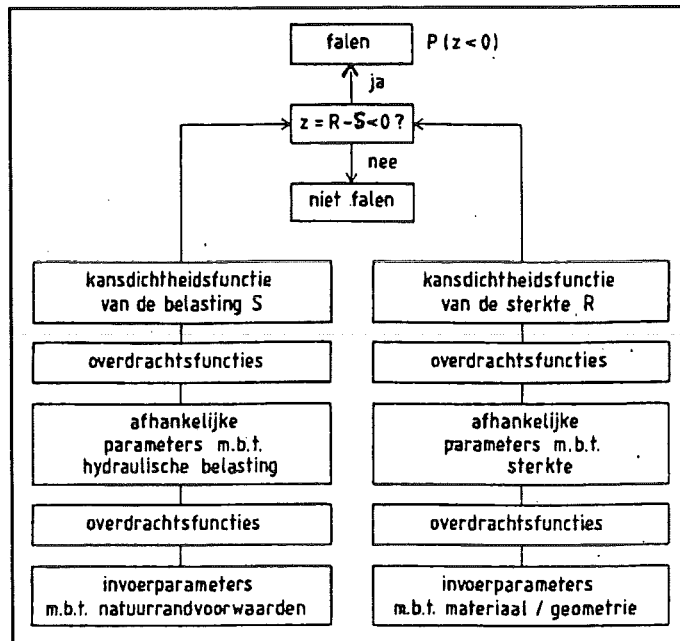 falen P(z<0)
ja
z = R-S<0?
nee
niet falen
kansdichtheidsfunctie
van de belasting S
overdrachtsfuncties
afhankelijke
parameters m.b.t.
hydraulische belasting
overdrachtsfuncties
invoerparameters
m.b.t. natuurrandvoorwaarden
kansdichtheidsfunctie
van de sterkte R
overdrachtsfuncties
afhankelijke
parameters m.b.t.
sterkte
overdrachtsfuncties
invoerparameters
m.b.t. materiaal / geometrie